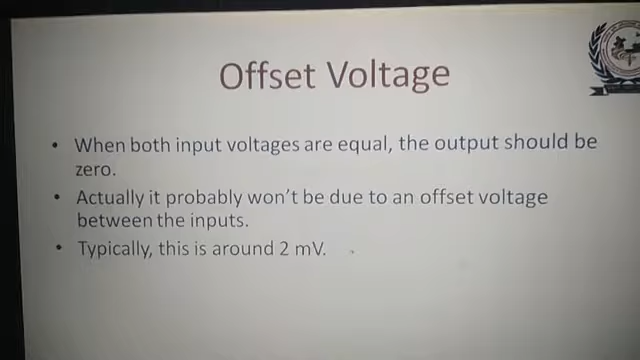 Offset Voltage
• When both input voltages are equal, the output should be
zero.
• Actually it probably won't be due to an offset voltage
between the inputs.
• Typically, this is around 2 mV.